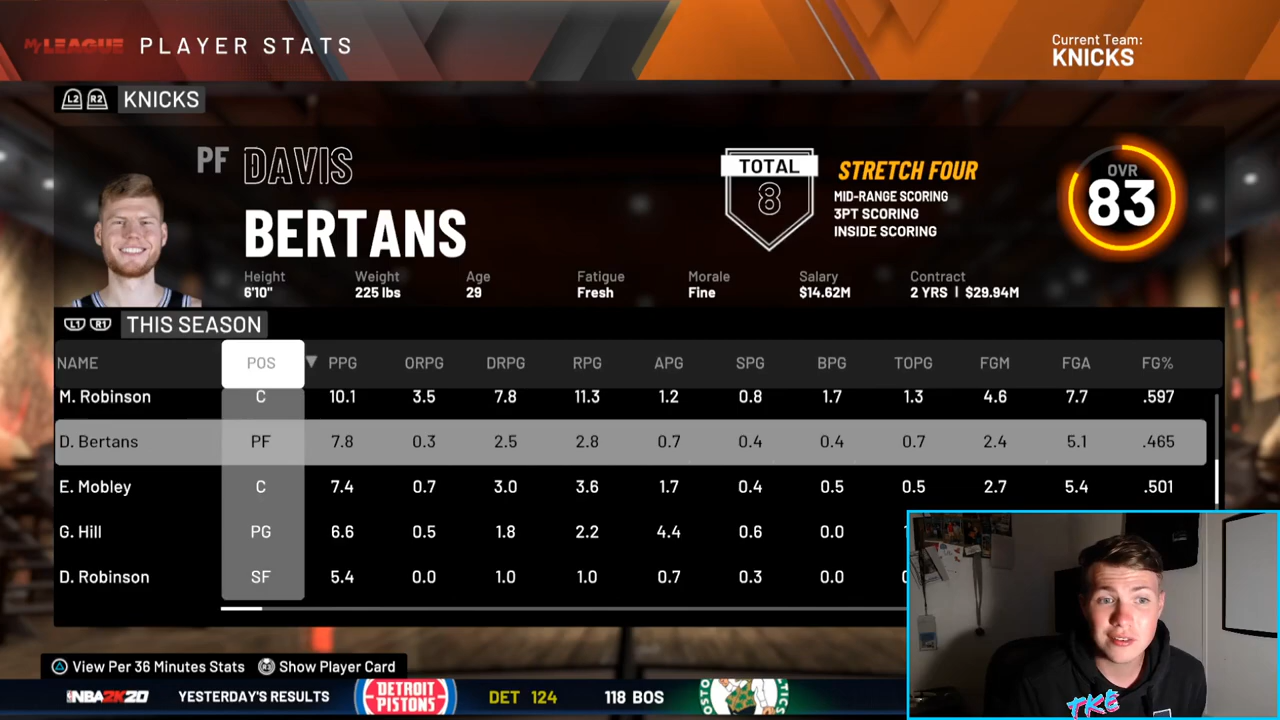 MyLEAGUE PLAYER STATS
Current Team:
KNICKS
L2 R2 KNICKS
PF DAVIS
BERTANS
TOTAL
8
STRETCH FOUR
MID-RANGE SCORING
3PT SCORING
INSIDE SCORING
OVR
83
Height Weight Age Fatigue Morale Salary Contract
6'10" 225 lbs 29 Fresh Fine $14.62M 2 YRS | $29.94M
L1 R1 THIS SEASON
NAME POS PPG ORPG DRPG RPG APG SPG BPG TOPG FGM FGA FG%
M. Robinson C 10.1 3.5 7.8 11.3 1.2 0.8 1.7 1.3 4.6 7.7 .597
D. Bertans PF 7.8 0.3 2.5 2.8 0.7 0.4 0.4 0.7 2.4 5.1 .465
E. Mobley C 7.4 0.7 3.0 3.6 1.7 0.4 0.5 0.5 2.7 5.4 .501
G. Hill PG 6.6 0.5 1.8 2.2 4.4 0.6 0.0
D. Robinson SF 5.4 0.0 1.0 1.0 0.7 0.3 0.0
View Per 36 Minutes Stats R3 Show Player Card
NBA2K20 YESTERDAY'S RESULTS DETROIT PISTONS DET 124 118 BOS
TKE